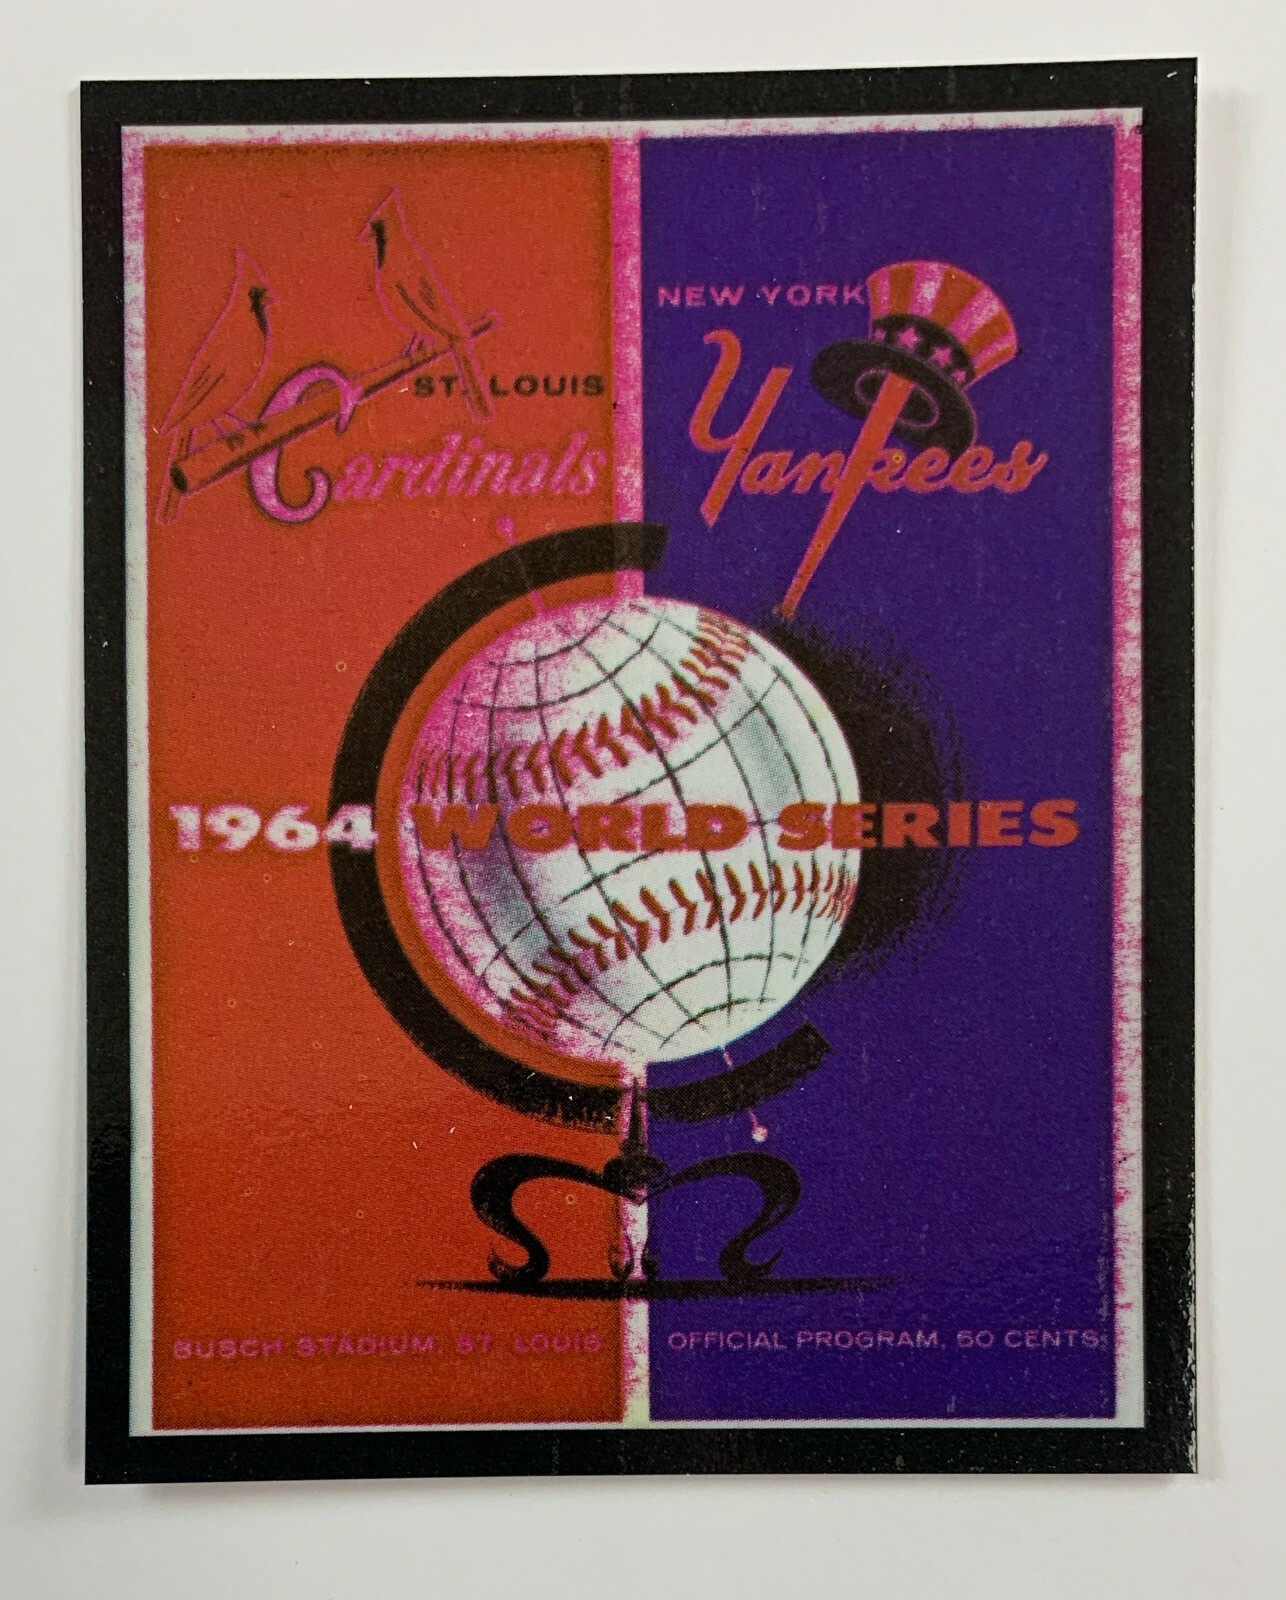 ST. LOUIS
Cardinals
NEW YORK
Yankees
1964 WORLD SERIES
BUSCH STADIUM, ST. LOUIS
OFFICIAL PROGRAM, 50 CENTS